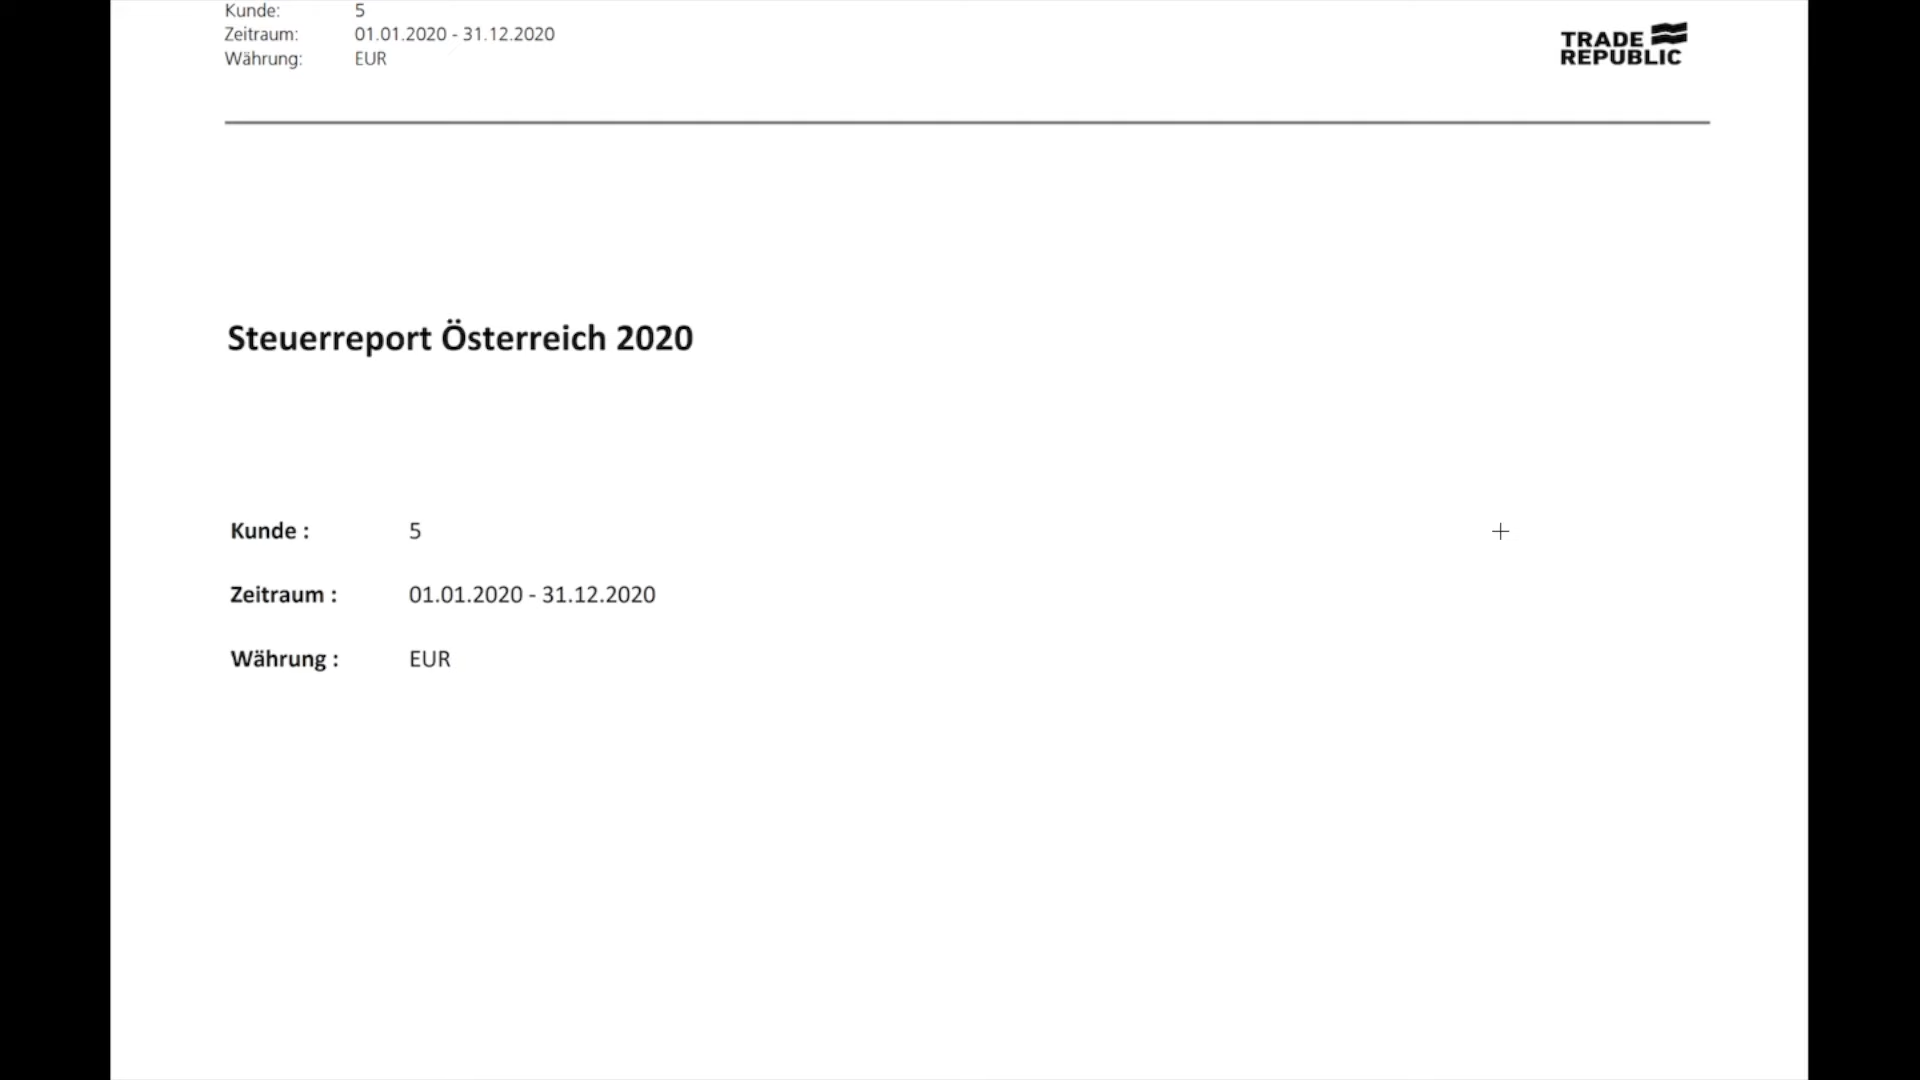 Kunde: 5
Zeitraum: 01.01.2020 - 31.12.2020
Währung: EUR
TRADE
REPUBLIC
Steuerreport Österreich 2020
Kunde : 5
Zeitraum : 01.01.2020 - 31.12.2020
Währung : EUR